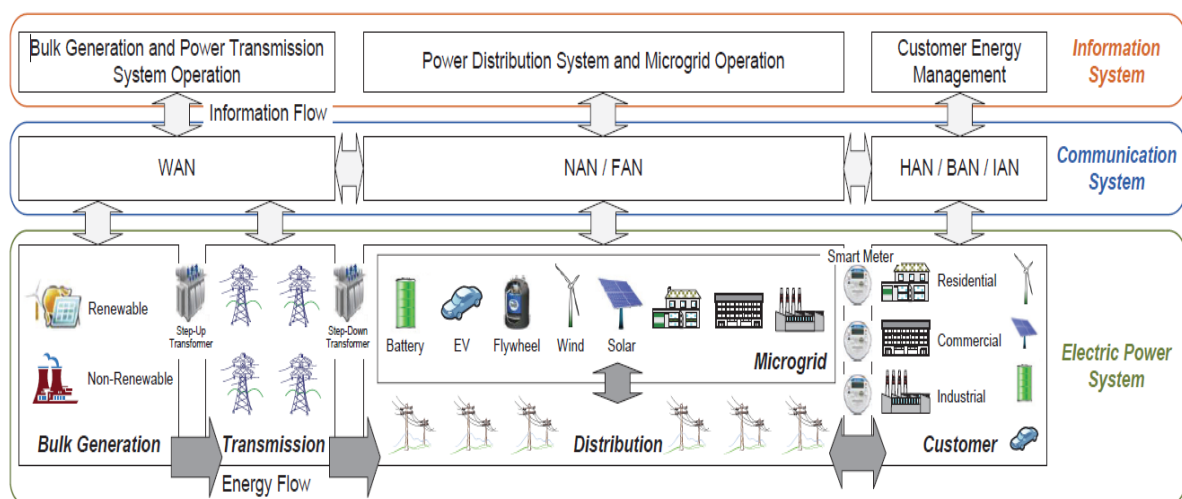 Bulk Generation and Power Transmission
System Operation
Power Distribution System and Microgrid Operation
Customer Energy
Management
Information
System
Information Flow
WAN
NAN / FAN
HAN / BAN / IAN
Communication
System
Smart Meter
Renewable
Step-Up
Transformer
Step-Down
Transformer
Battery
EV
Flywheel
Wind
Solar
Microgrid
Residential
Commercial
Industrial
Non-Renewable
Electric Power
System
Bulk Generation
Transmission
Distribution
Customer
Energy Flow